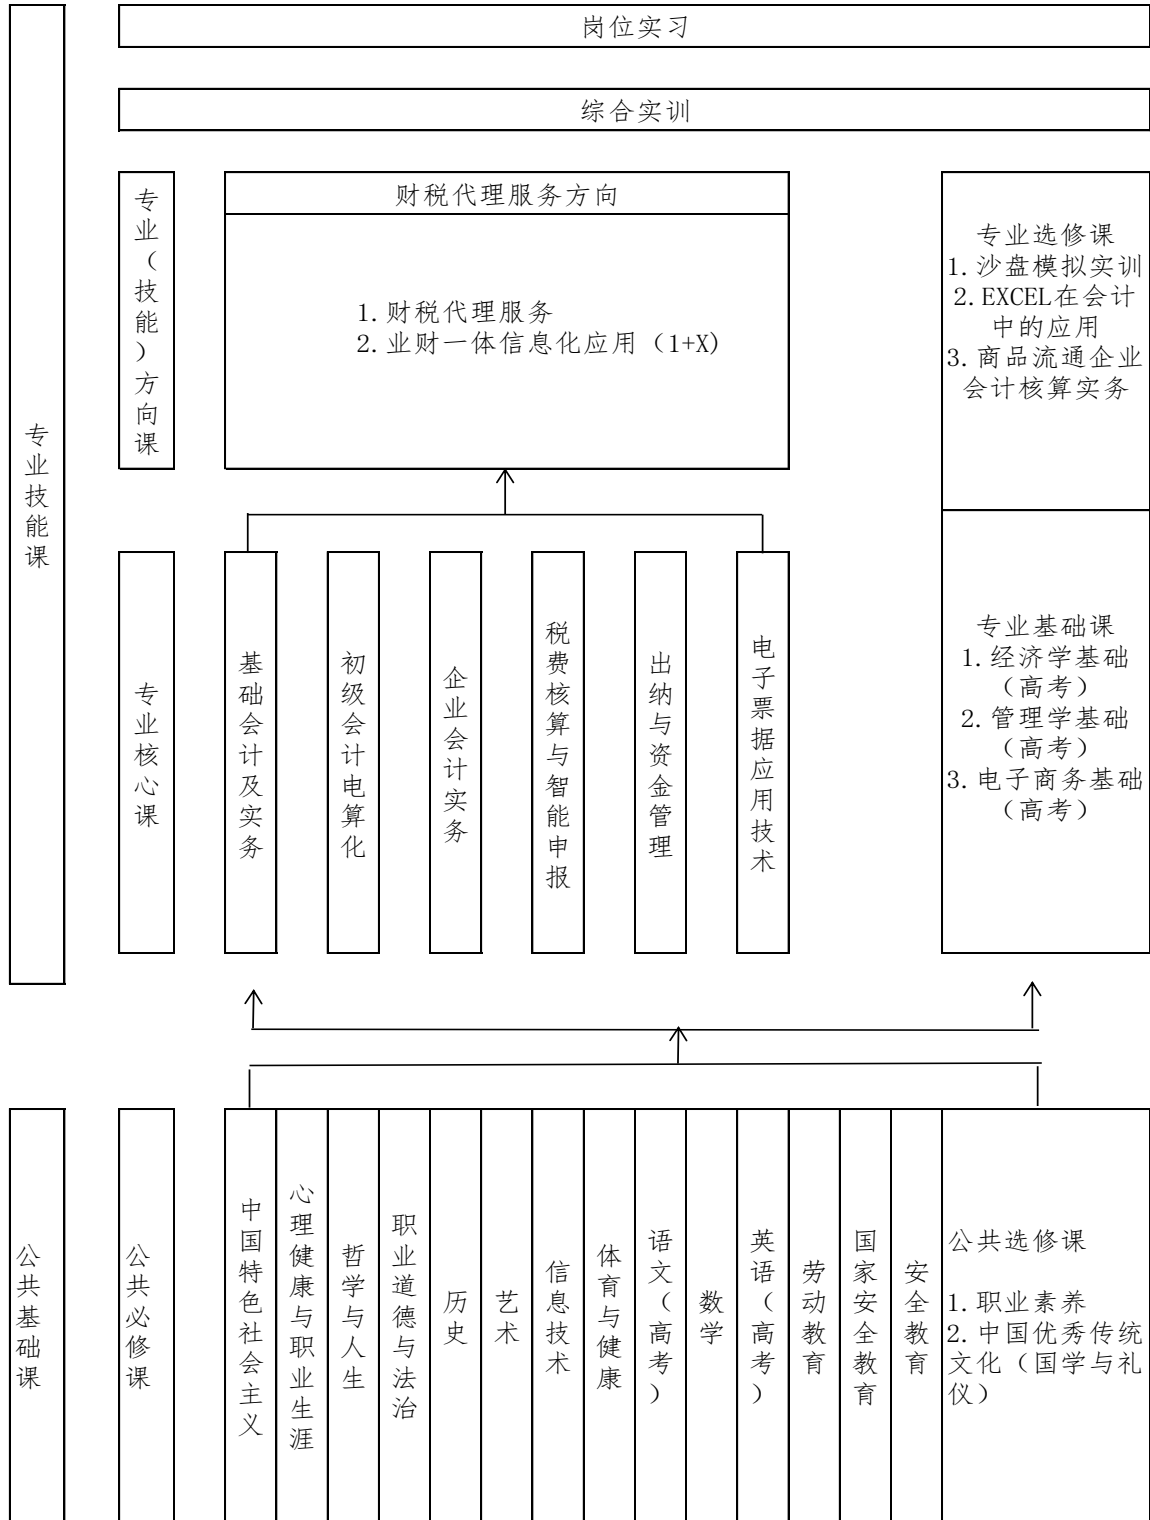 岗位实习
综合实训
专业技能课
专业（技能）方向课
财税代理服务方向
1.财税代理服务
2.业财一体信息化应用（1+X)
专业选修课
1.沙盘模拟实训
2.EXCEL在会计
中的应用
3.商品流通企业
会计核算实务
专业核心课
基础会计及实务
初级会计电算化
企业会计实务
税费核算与智能申报
出纳与资金管理
电子票据应用技术
专业基础课
1.经济学基础
（高考）
2.管理学基础
（高考）
3.电子商务基础
（高考）
公共基础课
公共必修课
中国特色社会主义
心理健康与职业生涯
哲学与人生
职业道德与法治
历史
艺术
信息技术
体育与健康
语文（高考）
数学
英语（高考）
劳动教育
国家安全教育
安全教育
公共选修课
1.职业素养
2.中国优秀传统
文化（国学与礼
仪）